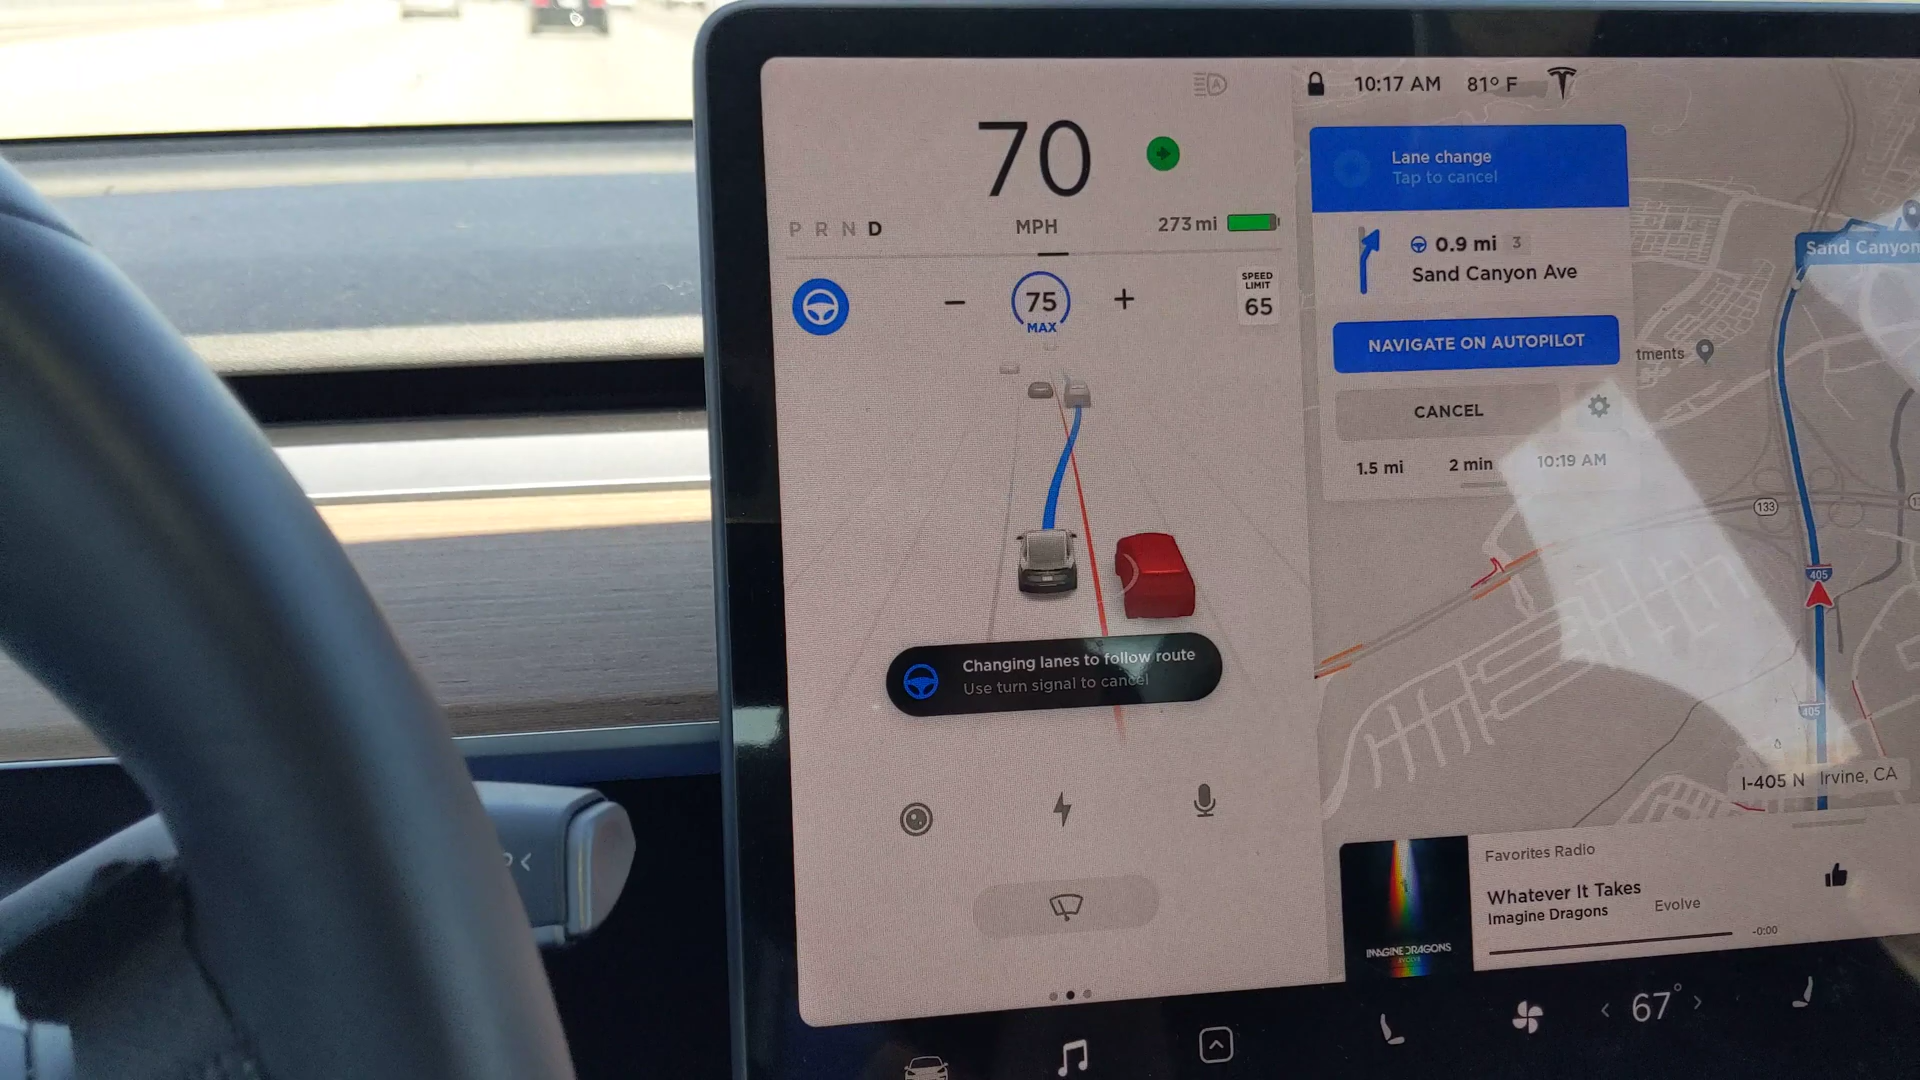 70
MPH
P R N D
273 mi
75
MAX
SPEED
LIMIT
65
Changing lanes to follow route
Use turn signal to cancel
10:17 AM 81° F
Lane change
Tap to cancel
0.9 mi 3
Sand Canyon Ave
NAVIGATE ON AUTOPILOT
CANCEL
1.5 mi 2 min 10:19 AM
Sand Canyon
tments
133
405
405
I-405 N Irvine, CA
Favorites Radio
Whatever It Takes
Imagine Dragons Evolve
-0:00
IMAGINE DRAGONS
EVOLVE
67°